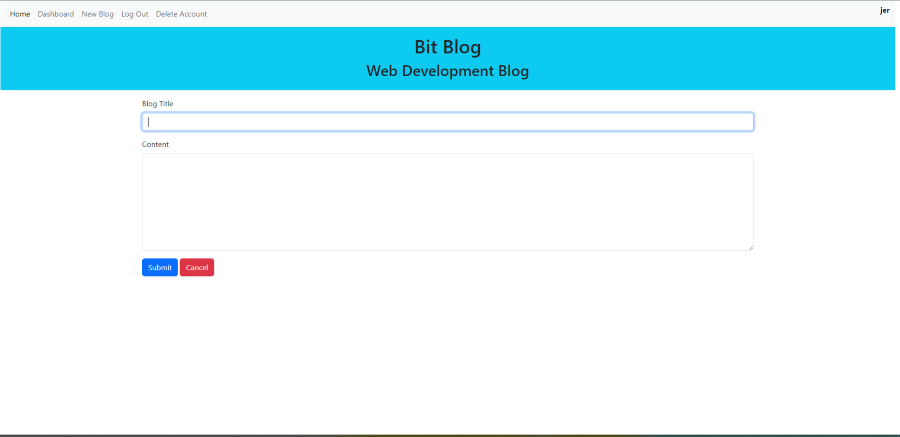 Home Dashboard New Blog Log Out Delete Account jer
Bit Blog
Web Development Blog
Blog Title
Content
Submit Cancel